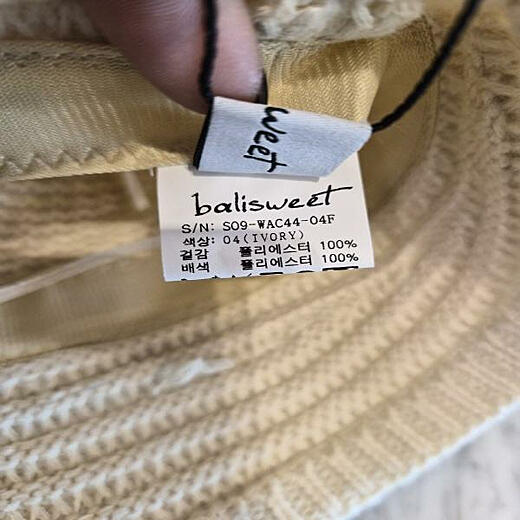 weet
balisweet
S/N: S09-WAC44-04F
색상: 04(IVORY)
겉감 폴리에스터 100%
배색 폴리에스터 100%